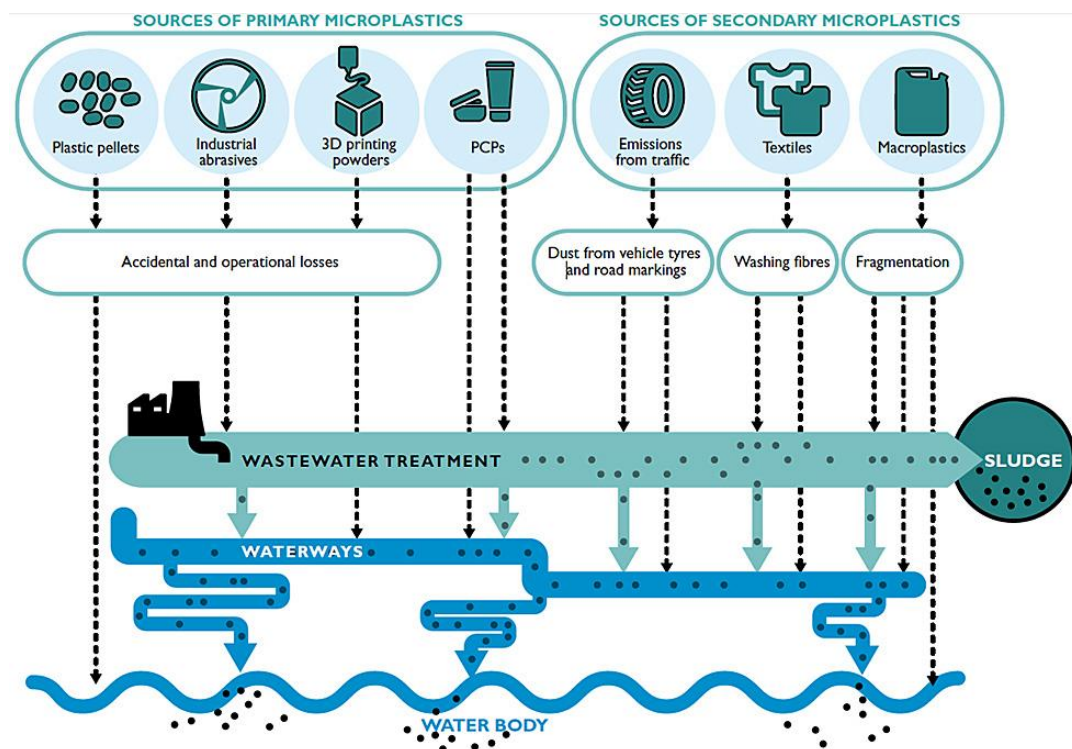 SOURCES OF PRIMARY MICROPLASTICS
SOURCES OF SECONDARY MICROPLASTICS
Plastic pellets
Industrial
abrasives
3D printing
powders
PCPs
Emissions
from traffic
Textiles
Macroplastics
Accidental and operational losses
Dust from vehicle tyres
and road markings
Washing fibres
Fragmentation
WASTEWATER TREATMENT
SLUDGE
WATERWAYS
WATER BODY